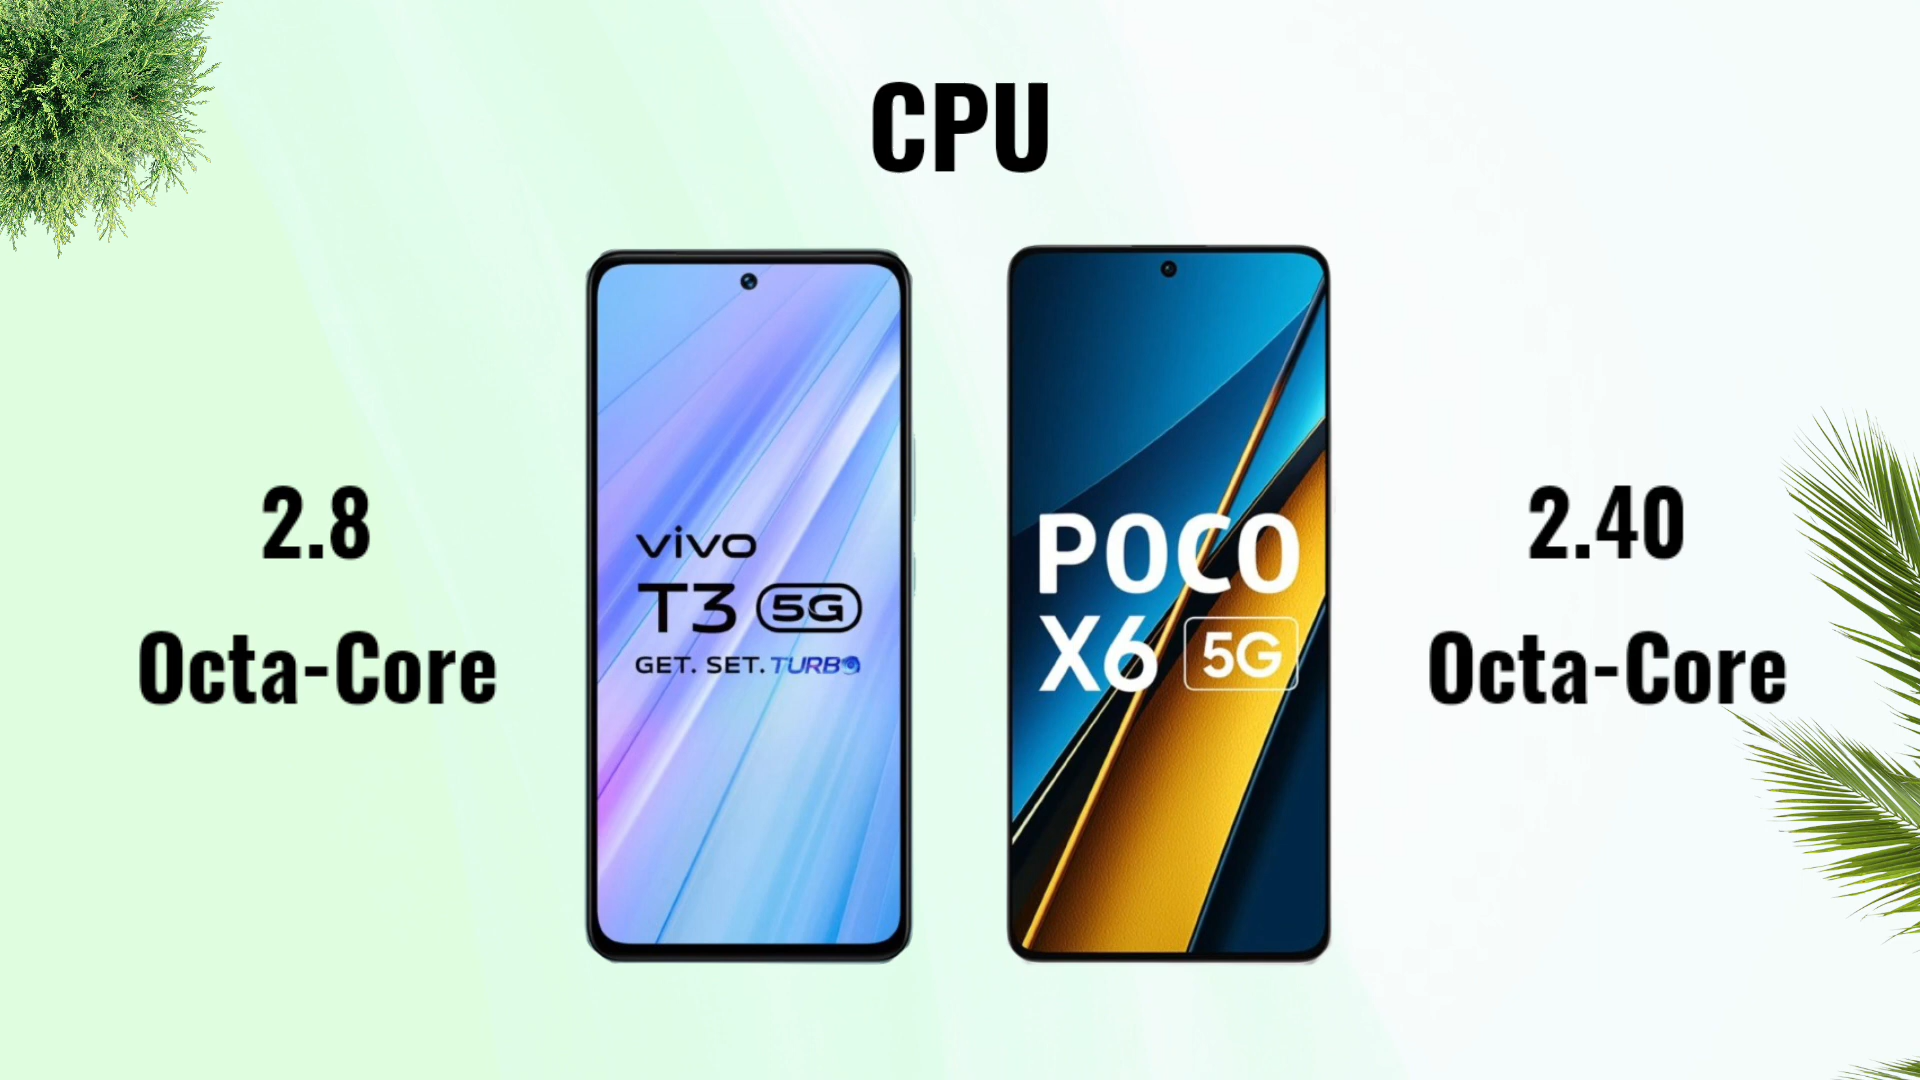 CPU
2.8
Octa-Core
vivo
T3 5G
GET. SET. TURBO
POCO
X6 5G
2.40
Octa-Core